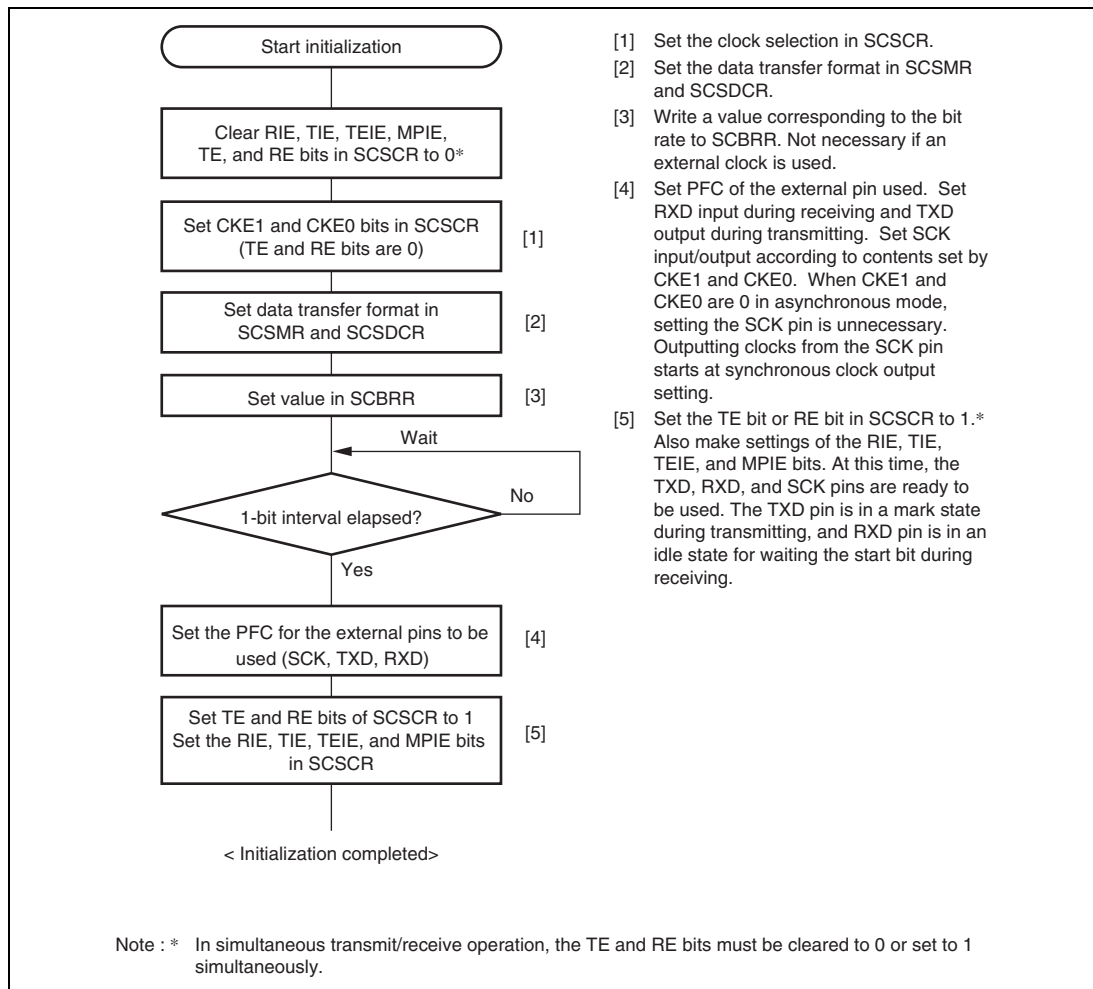 Start initialization
Clear RIE, TIE, TEIE, MPIE,
TE, and RE bits in SCSCR to 0*
Set CKE1 and CKE0 bits in SCSCR
(TE and RE bits are 0)
[1]
Set data transfer format in
SCSMR and SCSDCR
[2]
Set value in SCBRR
[3]
Wait
1-bit interval elapsed?
No
Yes
Set the PFC for the external pins to be
used (SCK, TXD, RXD)
[4]
Set TE and RE bits of SCSCR to 1
Set the RIE, TIE, TEIE, and MPIE bits
in SCSCR
[5]
< Initialization completed>
[1] Set the clock selection in SCSCR.
[2] Set the data transfer format in SCSMR
and SCSDCR.
[3] Write a value corresponding to the bit
rate to SCBRR. Not necessary if an
external clock is used.
[4] Set PFC of the external pin used. Set
RXD input during receiving and TXD
output during transmitting. Set SCK
input/output according to contents set by
CKE1 and CKE0. When CKE1 and
CKE0 are 0 in asynchronous mode,
setting the SCK pin is unnecessary.
Outputting clocks from the SCK pin
starts at synchronous clock output
setting.
[5] Set the TE bit or RE bit in SCSCR to 1.*
Also make settings of the RIE, TIE,
TEIE, and MPIE bits. At this time, the
TXD, RXD, and SCK pins are ready to
be used. The TXD pin is in a mark state
during transmitting, and RXD pin is in an
idle state for waiting the start bit during
receiving.
Note : * In simultaneous transmit/receive operation, the TE and RE bits must be cleared to 0 or set to 1
simultaneously.